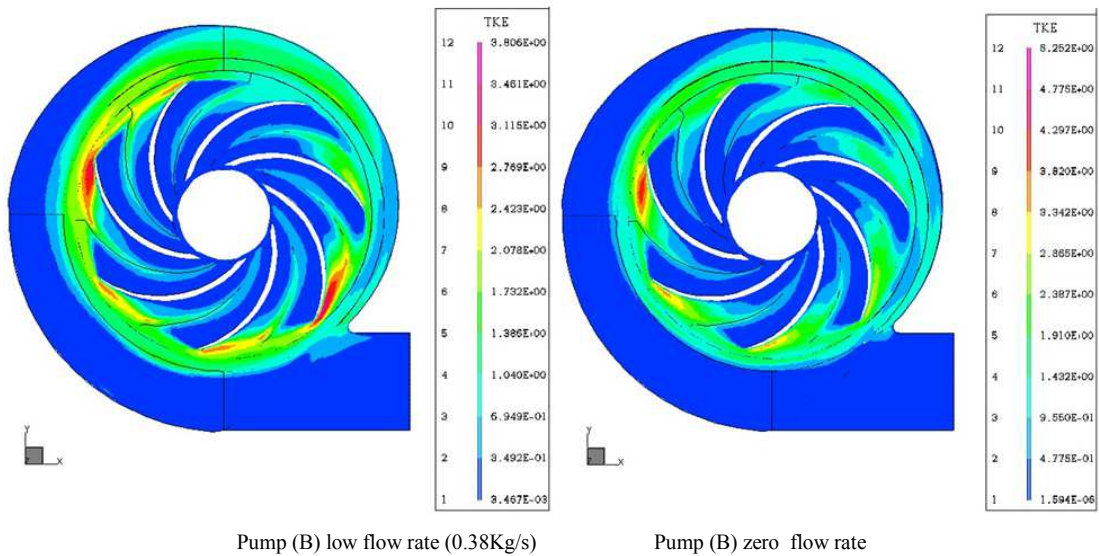 TKE
12 3.806E+00
11 3.461E+00
10 3.115E+00
9 2.769E+00
8 2.423E+00
7 2.078E+00
6 1.732E+00
5 1.386E+00
4 1.040E+00
3 6.949E-01
2 3.492E-01
1 3.467E-03
y
z
x
TKE
12 5.252E+00
11 4.775E+00
10 4.297E+00
9 3.820E+00
8 3.342E+00
7 2.865E+00
6 2.387E+00
5 1.910E+00
4 1.432E+00
3 9.550E-01
2 4.775E-01
1 1.594E-06
y
z
x
Pump (B) low flow rate (0.38Kg/s)
Pump (B) zero flow rate